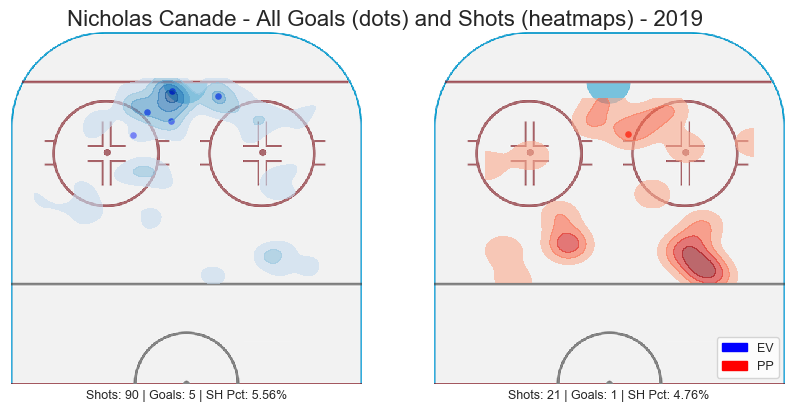 Nicholas Canade - All Goals (dots) and Shots (heatmaps) - 2019
EV
PP
Shots: 90 | Goals: 5 | SH Pct: 5.56%
Shots: 21 | Goals: 1 | SH Pct: 4.76%